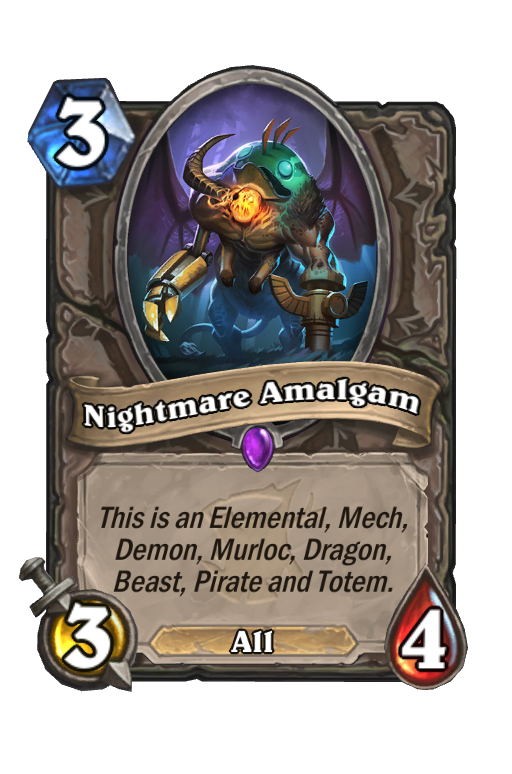 3
Nightmare Amalgam
This is an Elemental, Mech,
Demon, Murloc, Dragon,
Beast, Pirate and Totem.
3
All
4